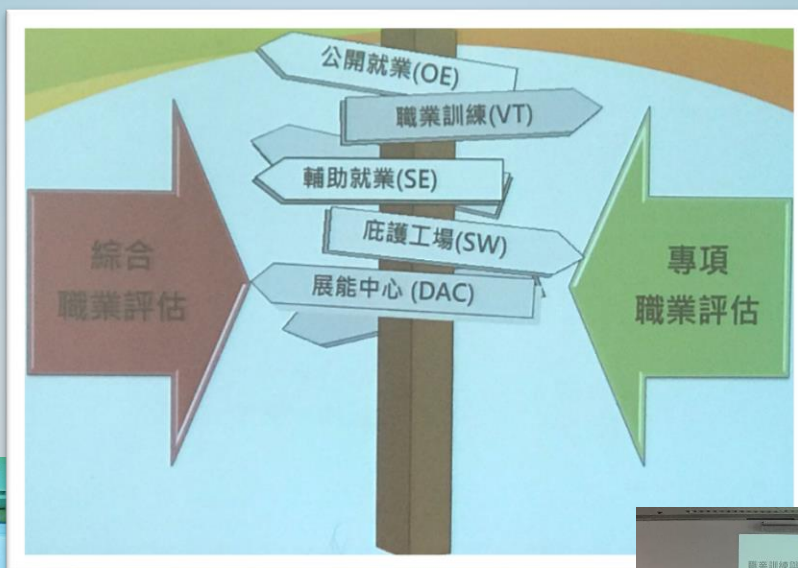 公開就業(OE)
職業訓練(VT)
輔助就業(SE)
庇護工場(SW)
展能中心 (DAC)
綜合
職業評估
專項
職業評估